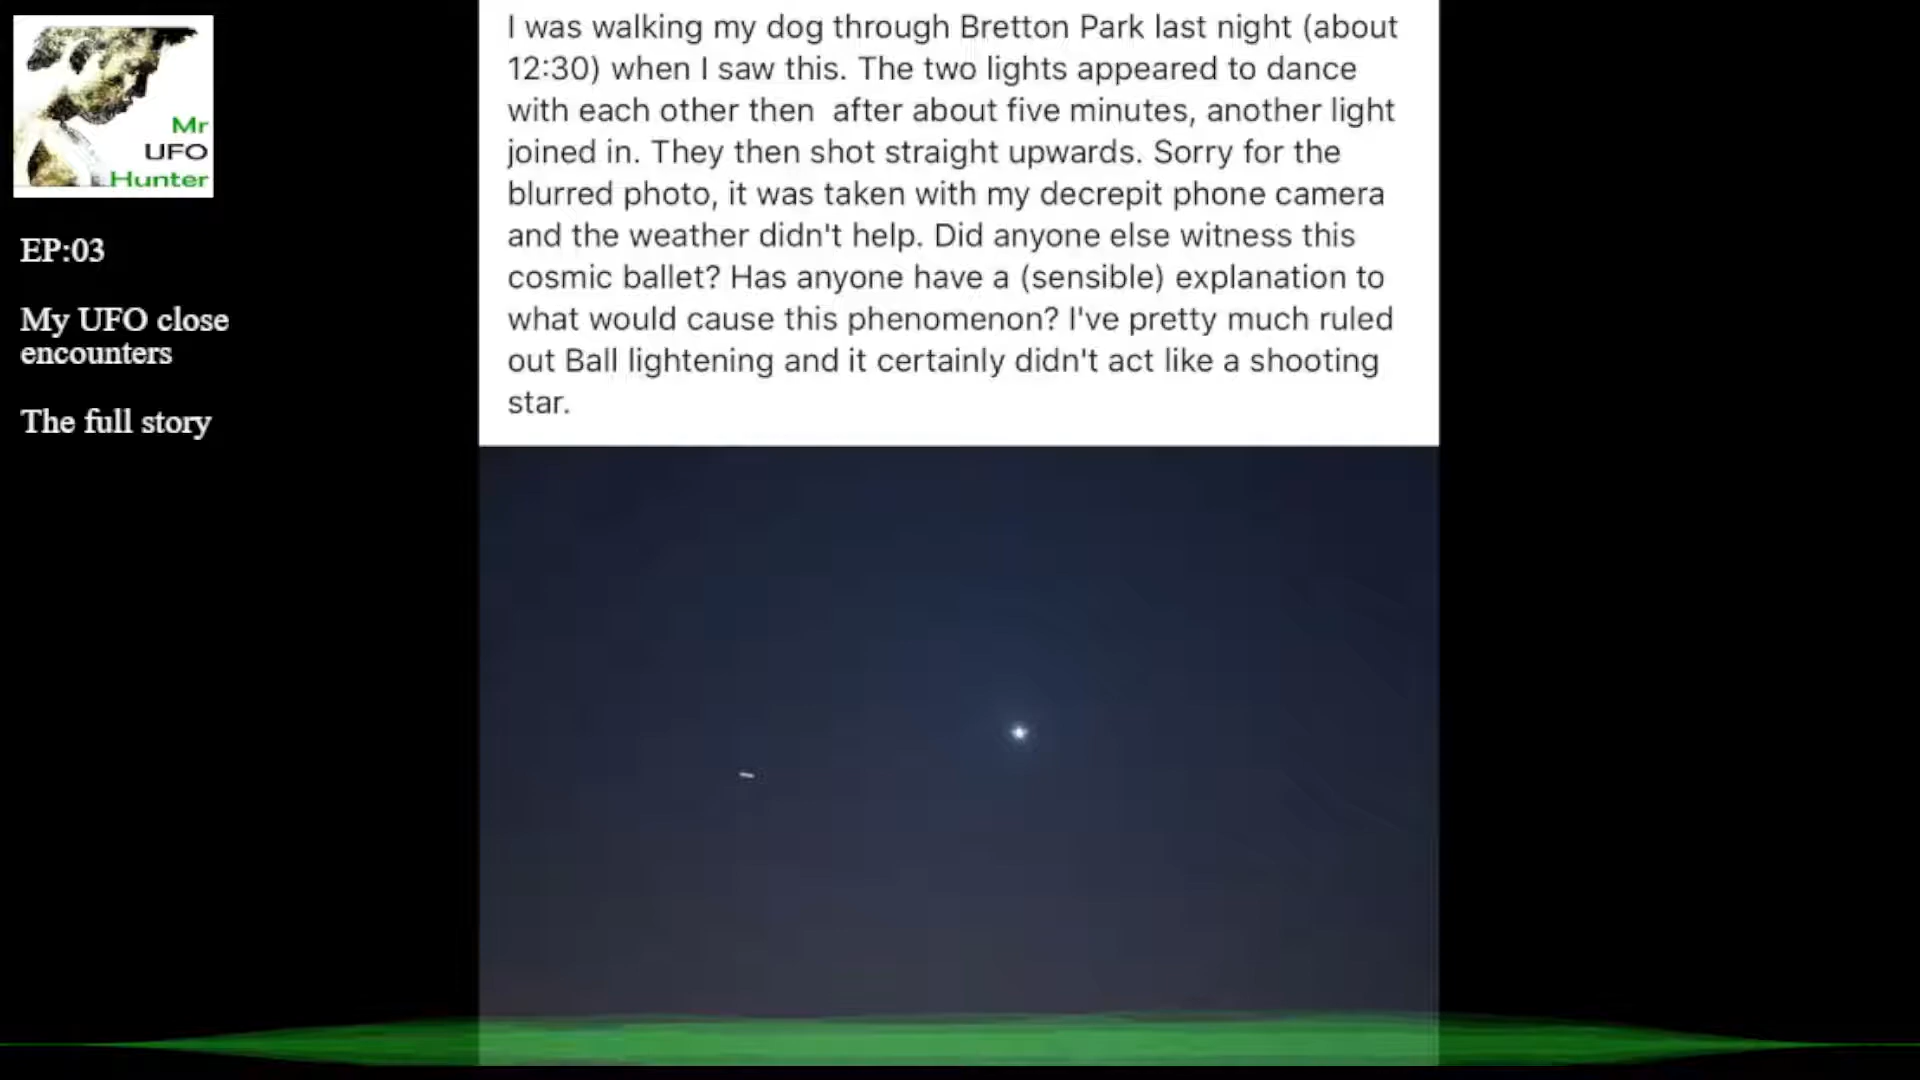 Mr
UFO
Hunter
EP:03
My UFO close
encounters
The full story
I was walking my dog through Bretton Park last night (about
12:30) when I saw this. The two lights appeared to dance
with each other then  after about five minutes, another light
joined in. They then shot straight upwards. Sorry for the
blurred photo, it was taken with my decrepit phone camera
and the weather didn't help. Did anyone else witness this
cosmic ballet? Has anyone have a (sensible) explanation to
what would cause this phenomenon? I've pretty much ruled
out Ball lightening and it certainly didn't act like a shooting
star.